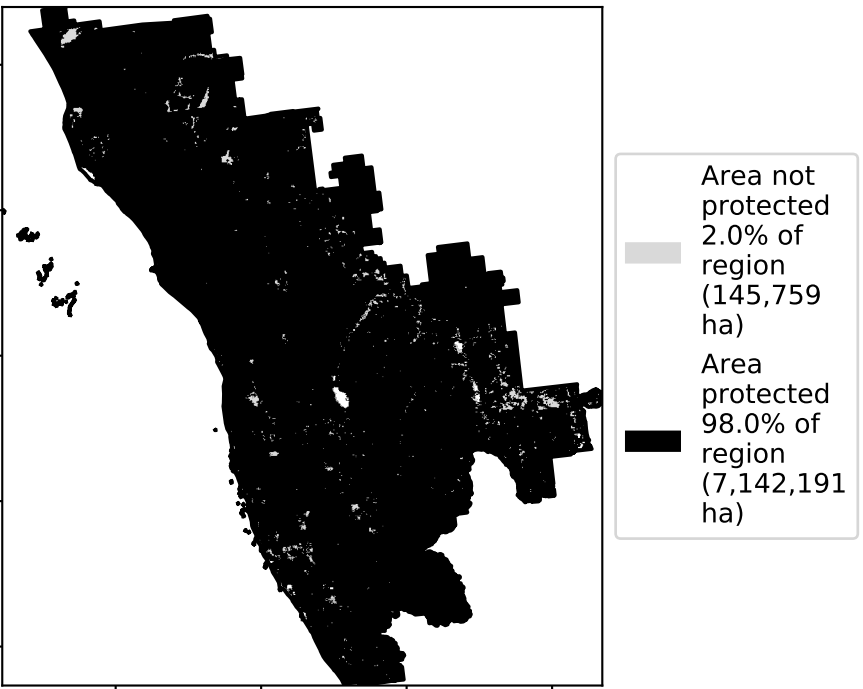 Area not
protected
2.0% of
region
(145,759
ha)
Area
protected
98.0% of
region
(7,142,191
ha)